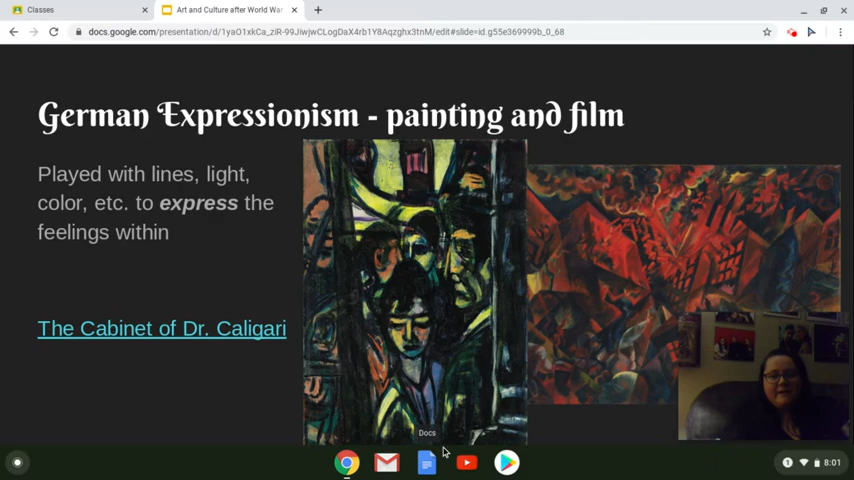 Classes
Art and Culture after World War
docs.google.com/presentation/d/1yaO1xkCa_ziR-99JiwjwCLogDaX4rb1Y8Aqzghx3tnM/edit#slide=id.g55e369999b_0_68
German Expressionism - painting and film
Played with lines, light,
color, etc. to express the
feelings within
The Cabinet of Dr. Caligari
Docs
1
8:01